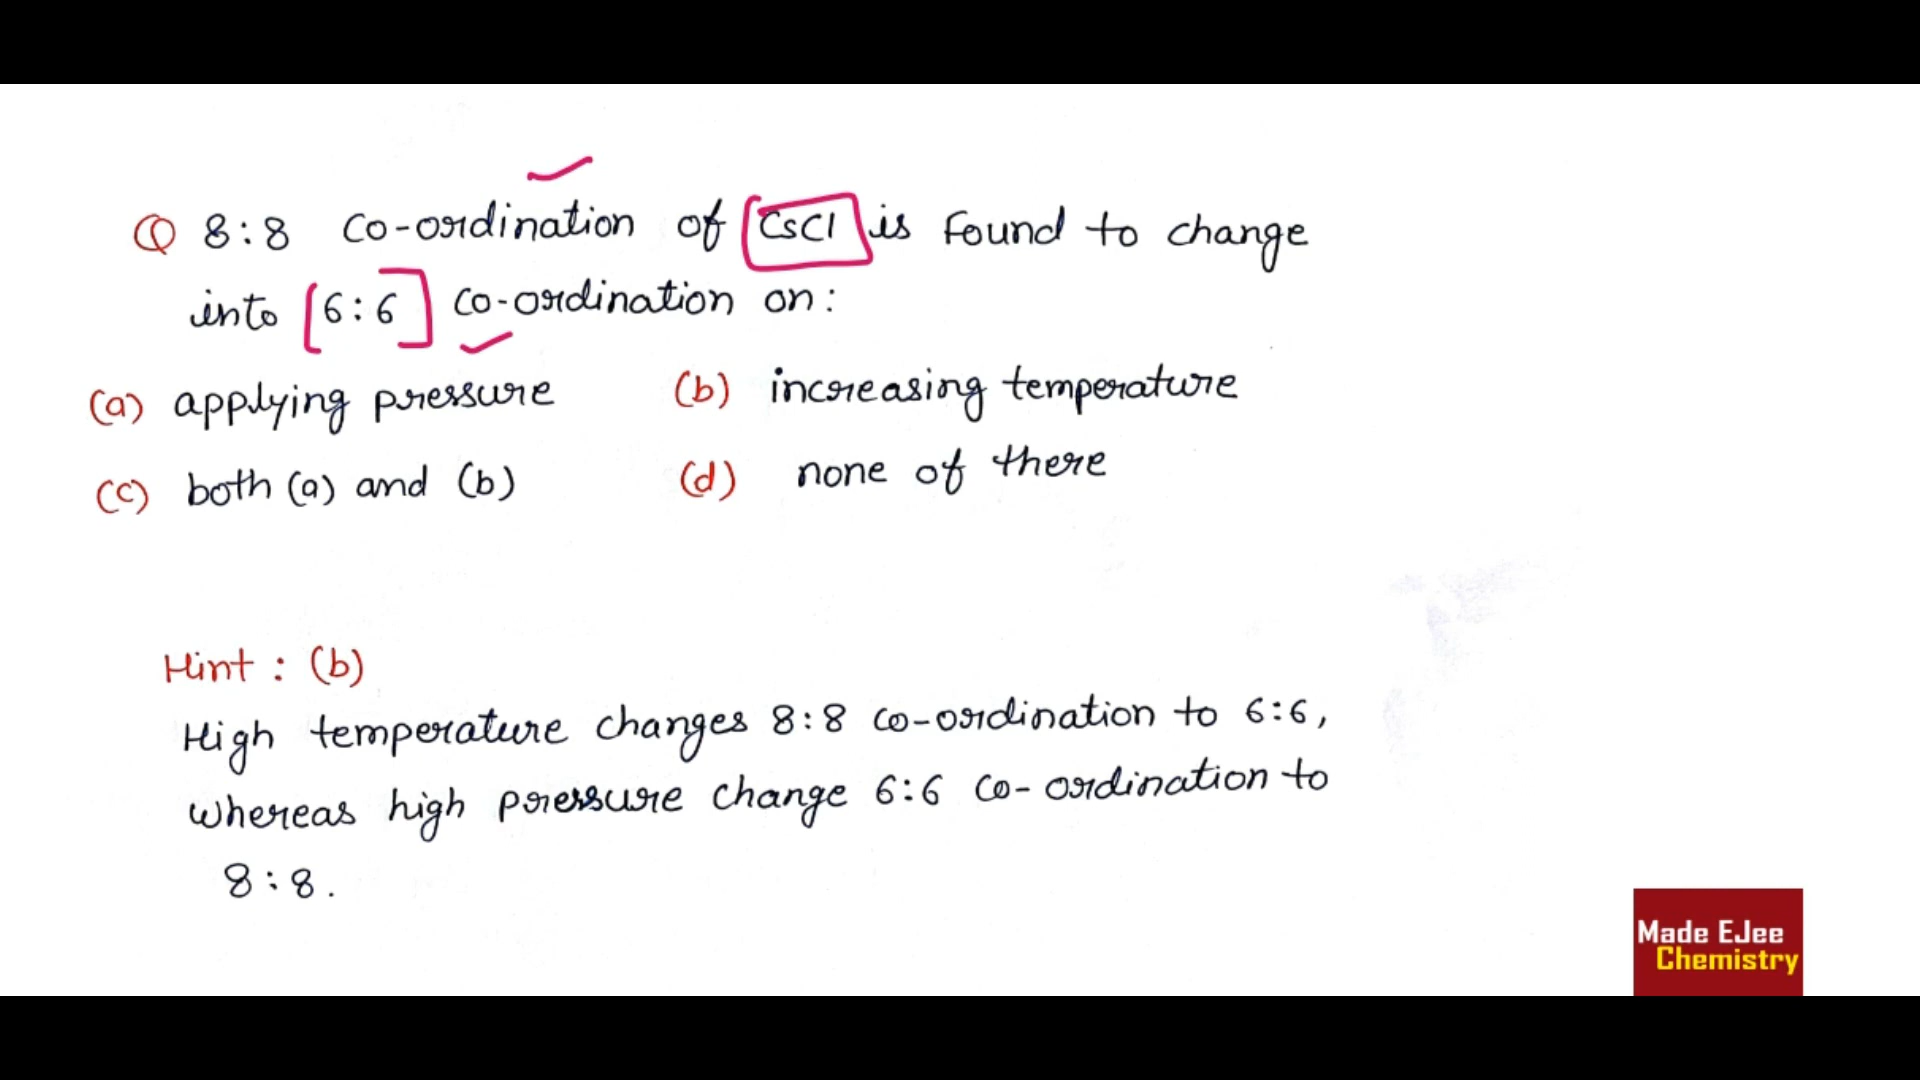 Q 8:8 Co-ordination of CsCl is found to change
into [6:6] Co-ordination on:
(a) applying pressure (b) increasing temperature
(c) both (a) and (b) (d) none of there
Hint : (b)
High temperature changes 8:8 co-ordination to 6:6,
whereas high pressure change 6:6 co-ordination to
8:8.
Made EJee
Chemistry